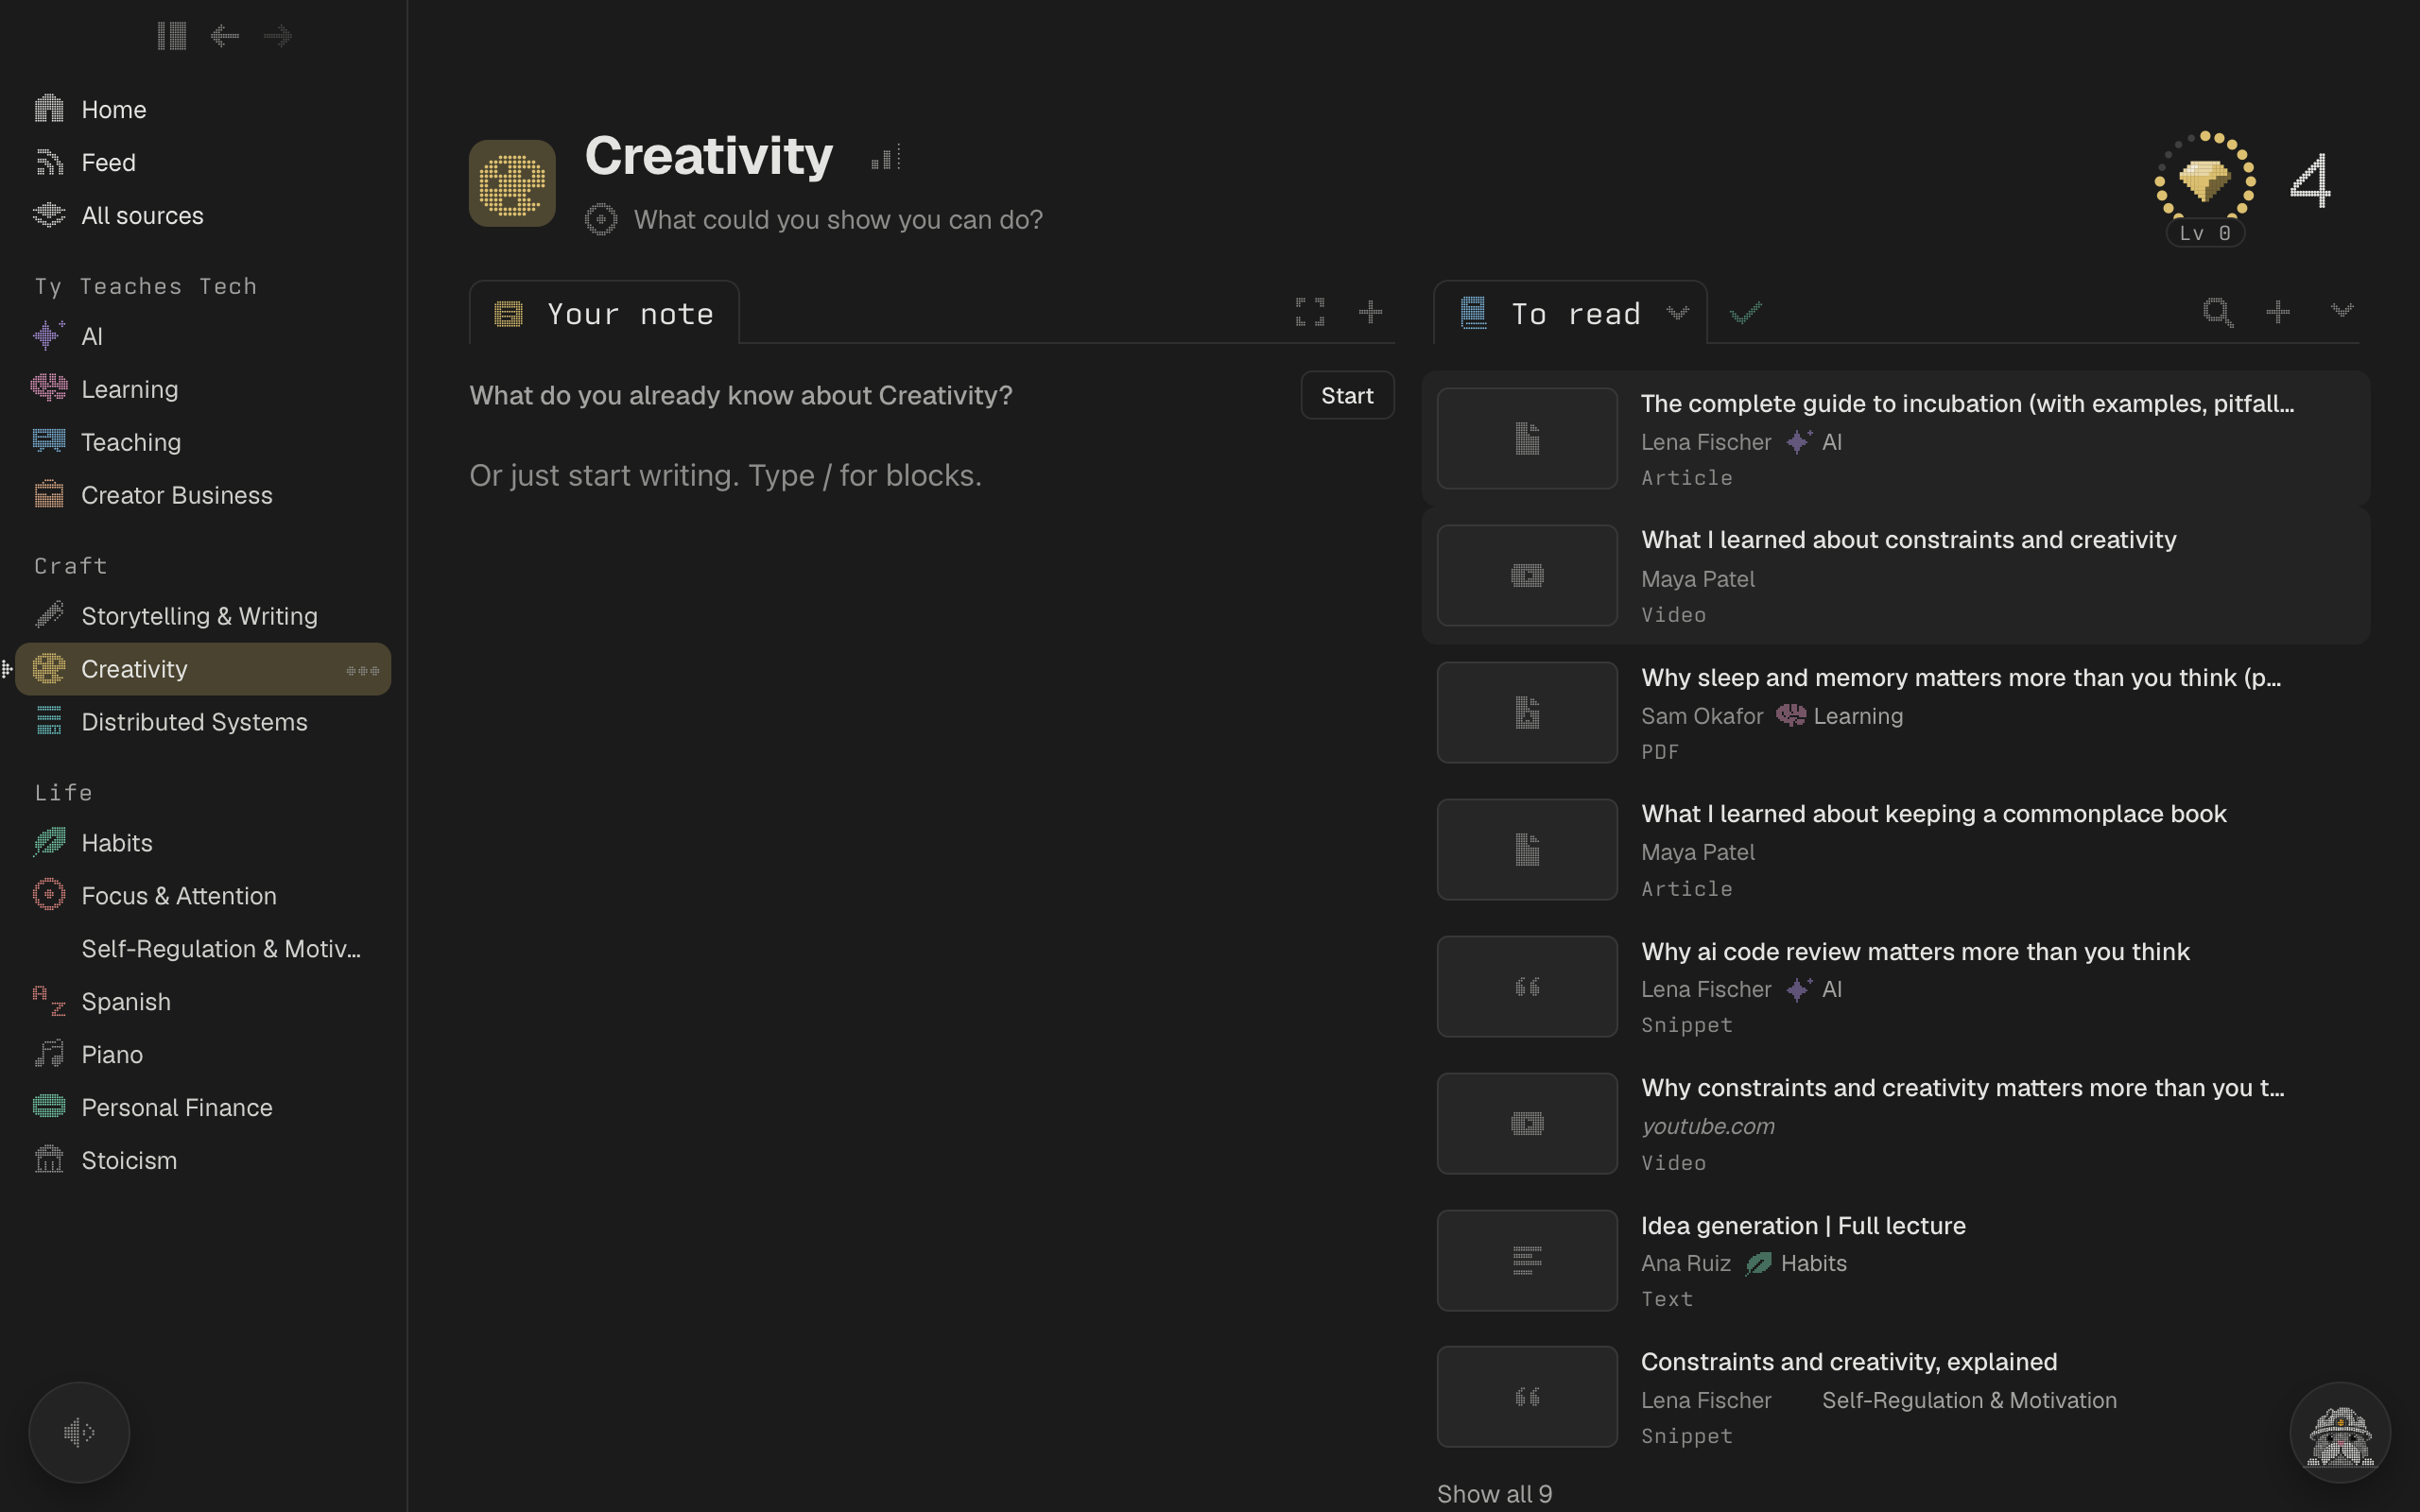 Home
Feed
All sources
Ty Teaches Tech
AI
Learning
Teaching
Creator Business
Craft
Storytelling & Writing
Creativity
Distributed Systems
Life
Habits
Focus & Attention
Self-Regulation & Motiv...
Spanish
Piano
Personal Finance
Stoicism
Creativity
What could you show you can do?
Lv 0
4
Your note
What do you already know about Creativity?
Start
Or just start writing. Type / for blocks.
To read
The complete guide to incubation (with examples, pitfall...
Lena Fischer AI
Article
What I learned about constraints and creativity
Maya Patel
Video
Why sleep and memory matters more than you think (p...
Sam Okafor Learning
PDF
What I learned about keeping a commonplace book
Maya Patel
Article
Why ai code review matters more than you think
Lena Fischer AI
Snippet
Why constraints and creativity matters more than you t...
youtube.com
Video
Idea generation | Full lecture
Ana Ruiz Habits
Text
Constraints and creativity, explained
Lena Fischer Self-Regulation & Motivation
Snippet
Show all 9